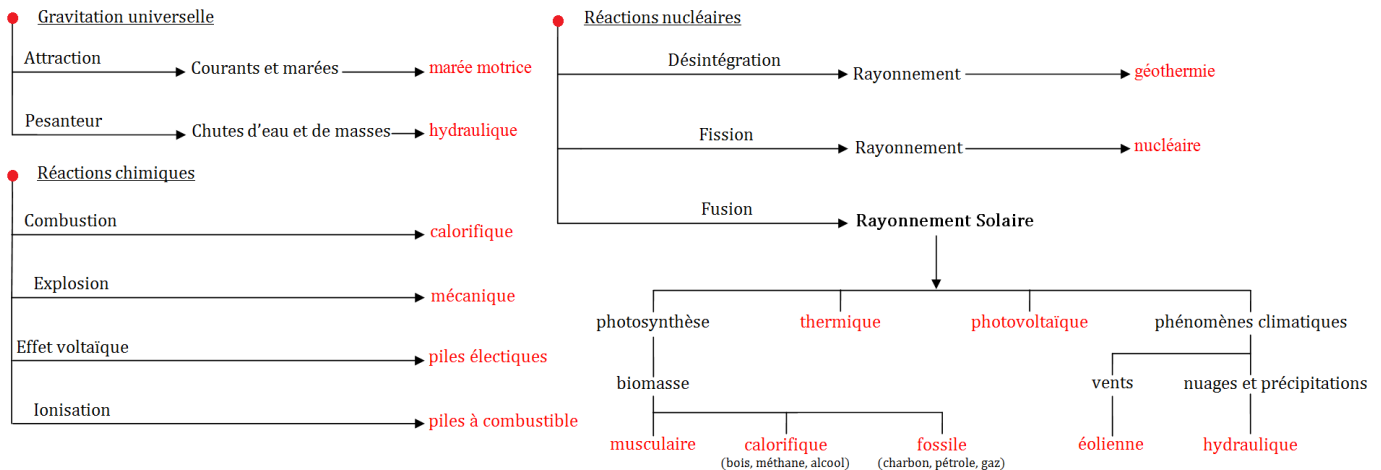 Gravitation universelle
Attraction
Courants et marées
marée motrice
Pesanteur
Chutes d'eau et de masses
hydraulique
Réactions chimiques
Combustion
calorifique
Explosion
mécanique
Effet voltaïque
piles électiques
Ionisation
piles à combustible
Réactions nucléaires
Désintégration
Rayonnement
géothermie
Fission
Rayonnement
nucléaire
Fusion
Rayonnement Solaire
photosynthèse
thermique
photovoltaïque
phénomènes climatiques
biomasse
vents
nuages et précipitations
musculaire
calorifique
(bois, méthane, alcool)
fossile
(charbon, pétrole, gaz)
éolienne
hydraulique